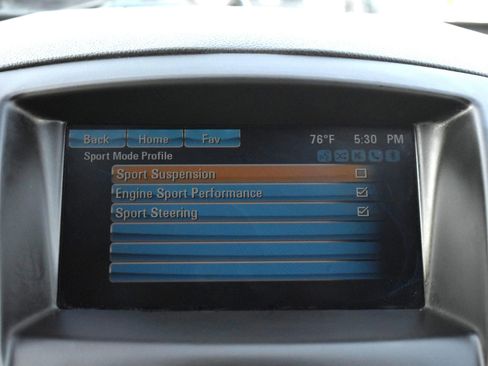 Back Home Fav 76°F 5:30 PM
Sport Mode Profile
Sport Suspension
Engine Sport Performance
Sport Steering